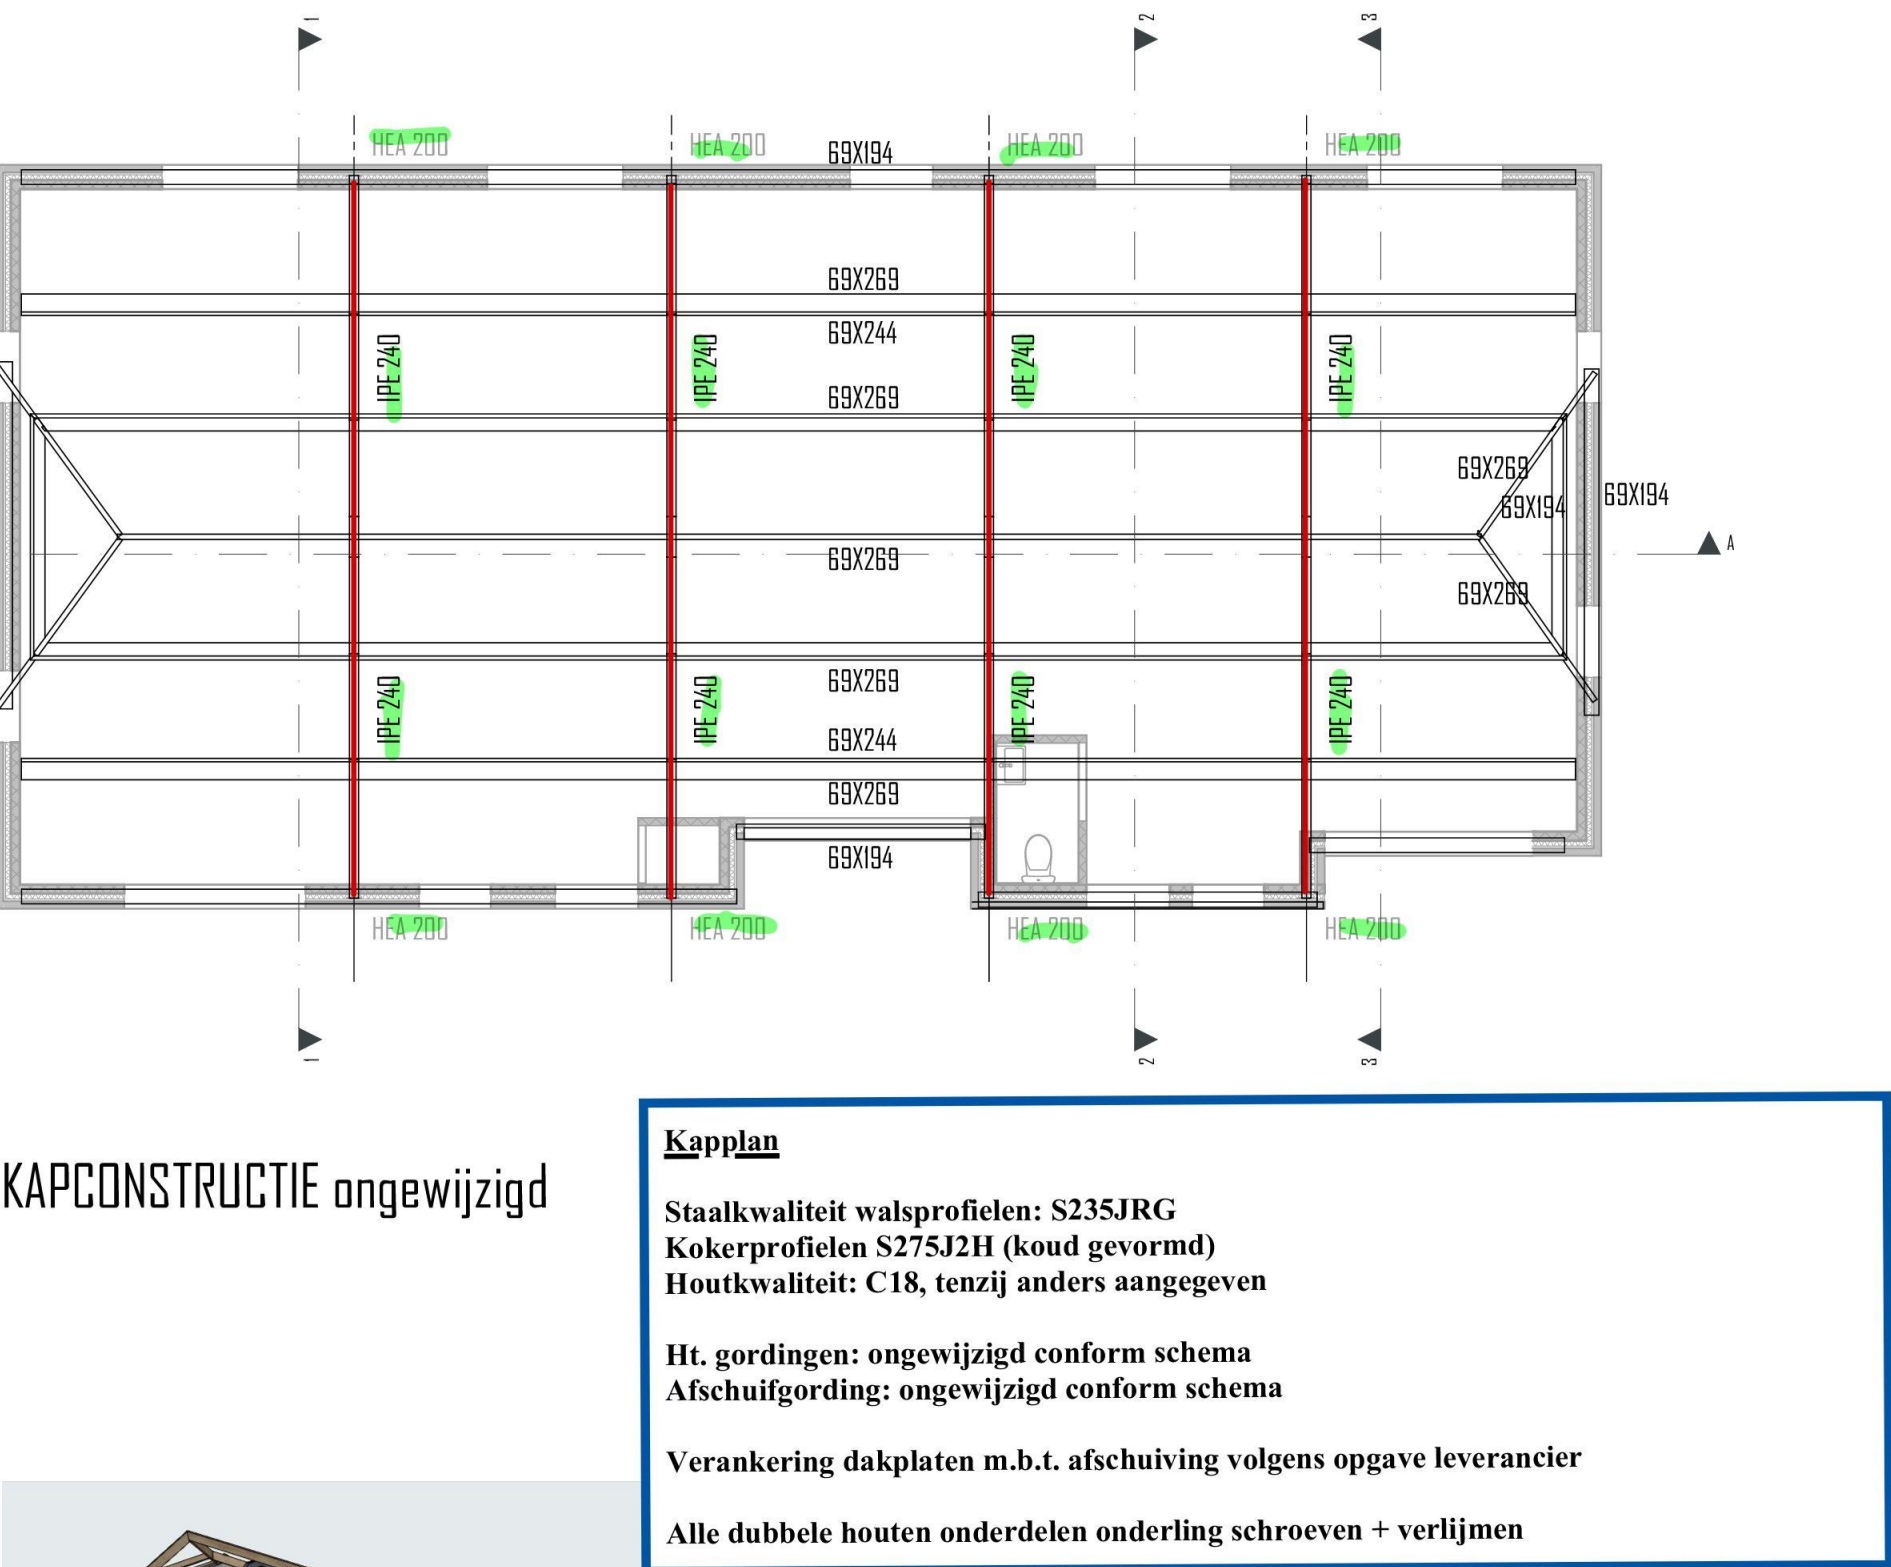 1
2
3
HEA 200
HEA 200
HEA 200
HEA 200
69X194
69X269
69X244
IPE 240
IPE 240
IPE 240
IPE 240
69X269
69X269
69X194
69X194
A
69X269
69X269
69X269
IPE 240
IPE 240
IPE 240
IPE 240
69X244
69X269
69X194
HEA 200
HEA 200
HEA 200
HEA 200
1
2
3
KAPCONSTRUCTIE ongewijzigd
Kapplan
Staalkwaliteit walsprofielen: S235JRG
Kokerprofielen S275J2H (koud gevormd)
Houtkwaliteit: C18, tenzij anders aangegeven
Ht. gordingen: ongewijzigd conform schema
Afschuifgording: ongewijzigd conform schema
Verankering dakplaten m.b.t. afschuiving volgens opgave leverancier
Alle dubbele houten onderdelen onderling schroeven + verlijmen